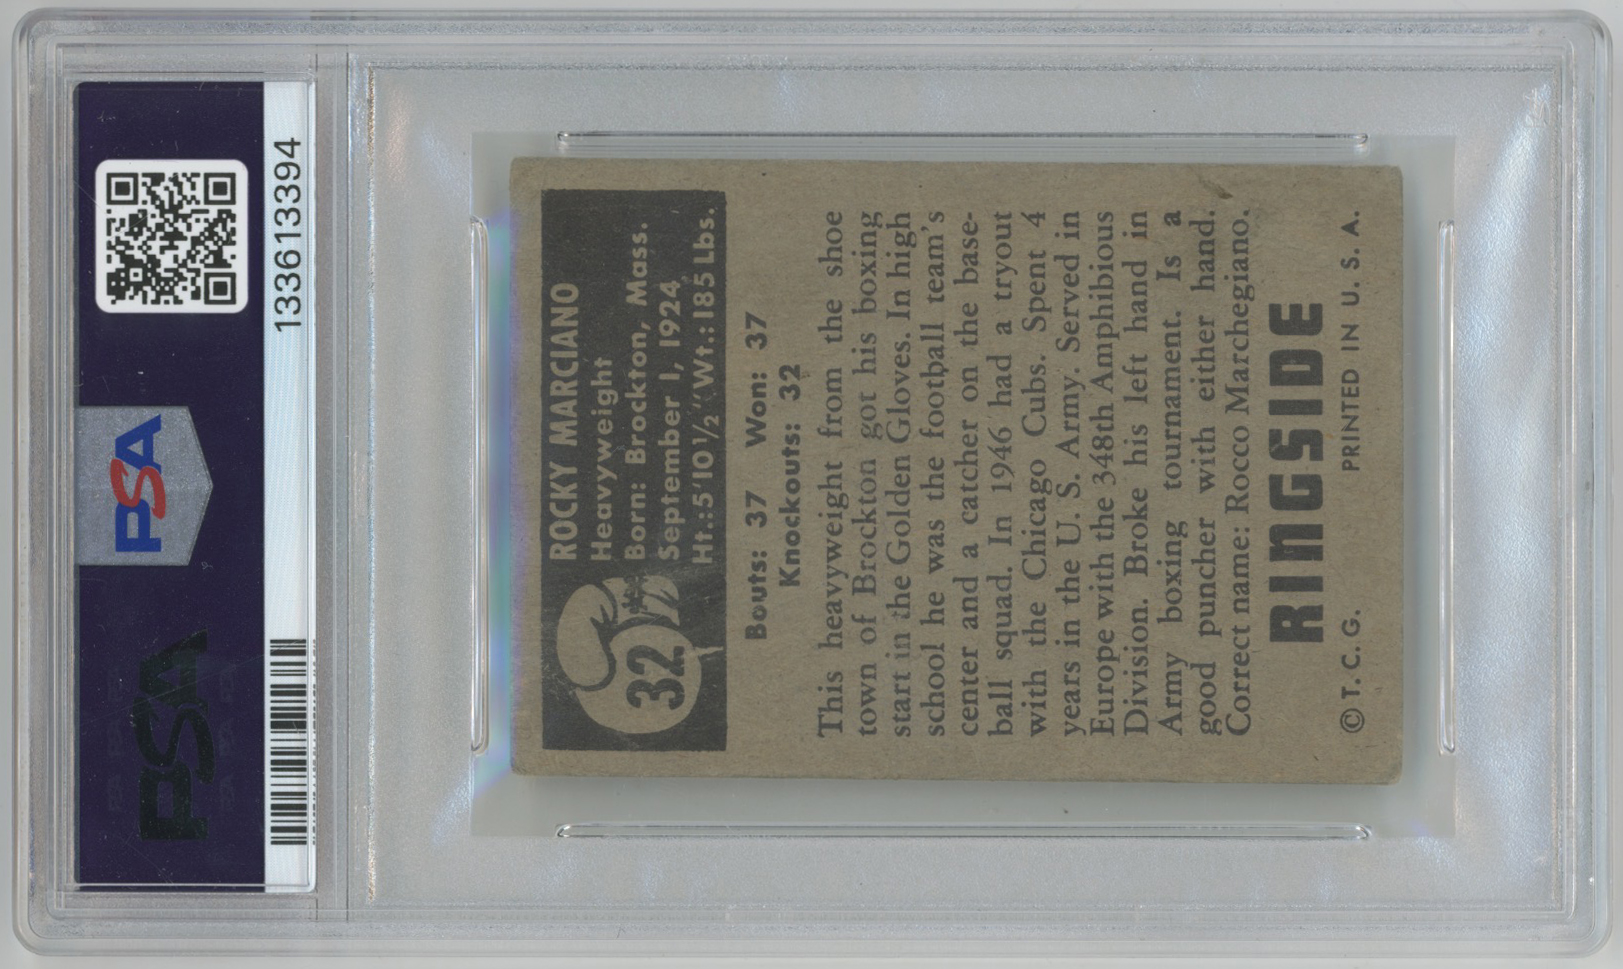 133613394
PSA
PSA
32
ROCKY MARCIANO
Heavyweight
Born: Brockton, Mass.
September 1, 1924
Ht.: 5'10½" Wt.: 185 Lbs.
Bouts: 37 Won: 37
Knockouts: 32
This heavyweight from the shoe
town of Brockton got his boxing
start in the Golden Gloves. In high
school he was the football team's
center and a catcher on the base-
ball squad. In 1946 had a tryout
with the Chicago Cubs. Spent 4
years in the U. S. Army. Served in
Europe with the 348th Amphibious
Division. Broke his left hand in
Army boxing tournament. Is a
good puncher with either hand.
Correct name: Rocco Marchegiano.
RINGSIDE
© T. C. G. PRINTED IN U. S. A.